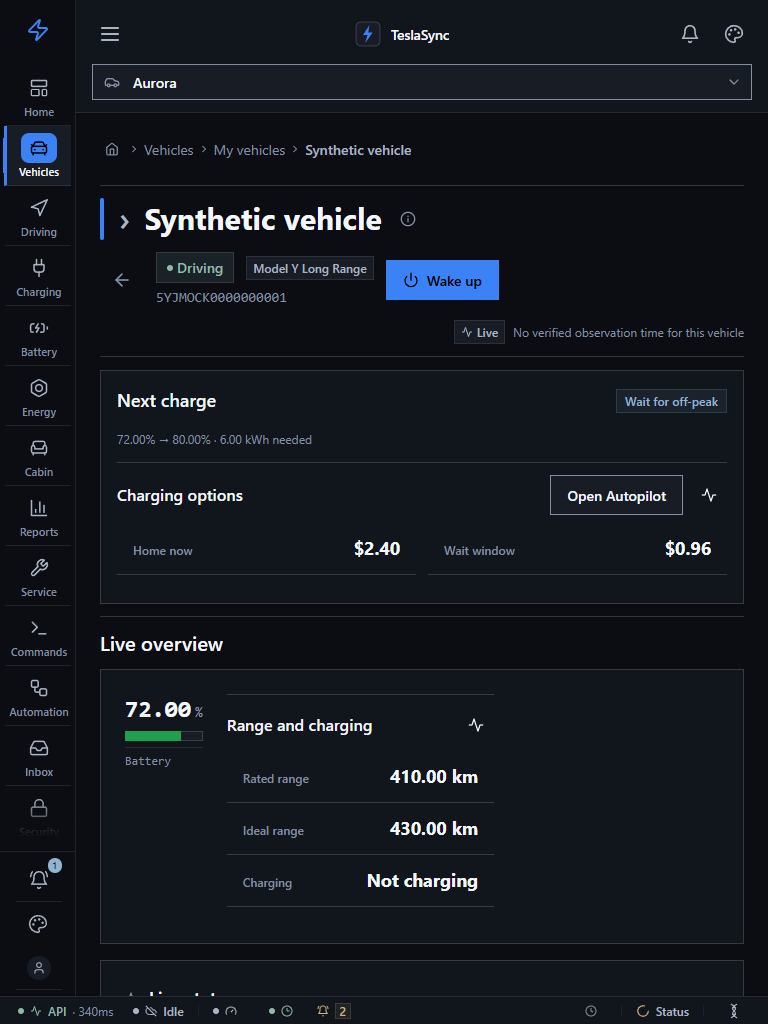 TeslaSync
Aurora
Home
Vehicles
Driving
Charging
Battery
Energy
Cabin
Reports
Service
Commands
Automation
Inbox
Security
1
Vehicles My vehicles Synthetic vehicle
Synthetic vehicle
Driving
Model Y Long Range
Wake up
5YJMOCK0000000001
Live No verified observation time for this vehicle
Next charge
Wait for off-peak
72.00% → 80.00% · 6.00 kWh needed
Charging options
Open Autopilot
Home now $2.40
Wait window $0.96
Live overview
72.00 %
Battery
Range and charging
Rated range 410.00 km
Ideal range 430.00 km
Charging Not charging
API · 340ms
Idle
2
Status